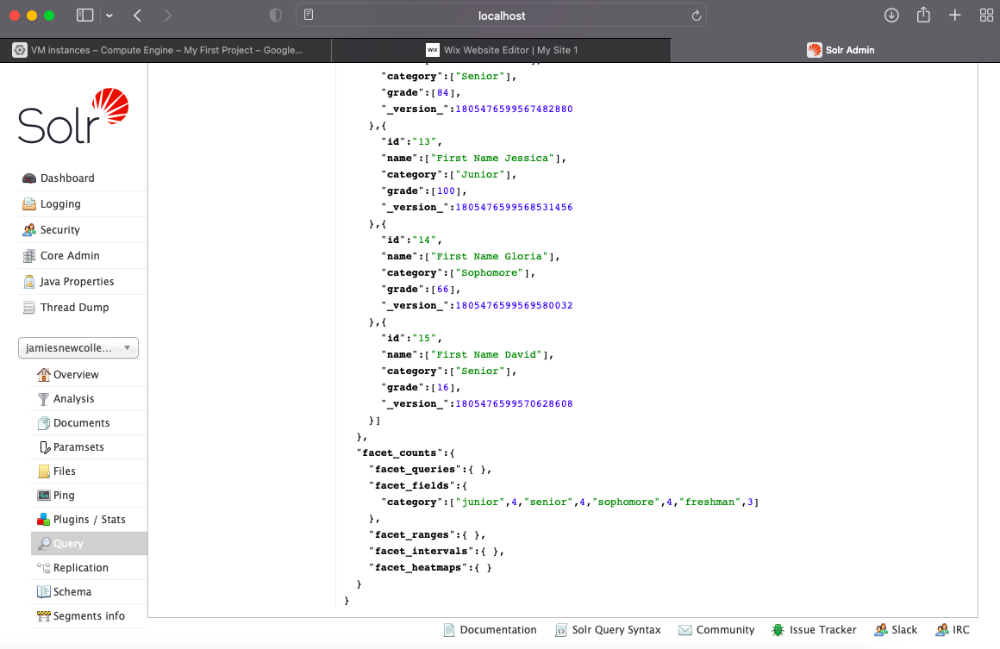 localhost
VM instances – Compute Engine – My First Project – Google...
WIX Wix Website Editor | My Site 1
Solr Admin
Solr
Dashboard
Logging
Security
Core Admin
Java Properties
Thread Dump
jamiesnewcolle...
Overview
Analysis
Documents
Paramsets
Files
Ping
Plugins / Stats
Query
Replication
Schema
Segments info
"category":["Senior"],
"grade":[84],
"_version_":1805476599567482880
},{
"id":"13",
"name":["First Name Jessica"],
"category":["Junior"],
"grade":[100],
"_version_":1805476599568531456
},{
"id":"14",
"name":["First Name Gloria"],
"category":["Sophomore"],
"grade":[66],
"_version_":1805476599569580032
},{
"id":"15",
"name":["First Name David"],
"category":["Senior"],
"grade":[16],
"_version_":1805476599570628608
}]
},
"facet_counts":{
"facet_queries":{ },
"facet_fields":{
"category":["junior",4,"senior",4,"sophomore",4,"freshman",3]
},
"facet_ranges":{ },
"facet_intervals":{ },
"facet_heatmaps":{ }
}
}
Documentation
Solr Query Syntax
Community
Issue Tracker
Slack
IRC